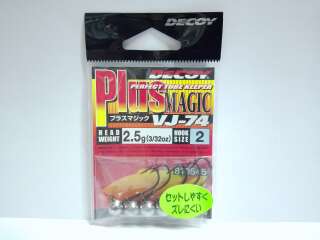 DECOY
DECOY
PERFECT TUBE KEEPER
Plus MAGIC
プラスマジック
VJ-74
HEAD WEIGHT 2.5g(3/32oz) HOOK SIZE 2
セットしやすく
ズレにくい